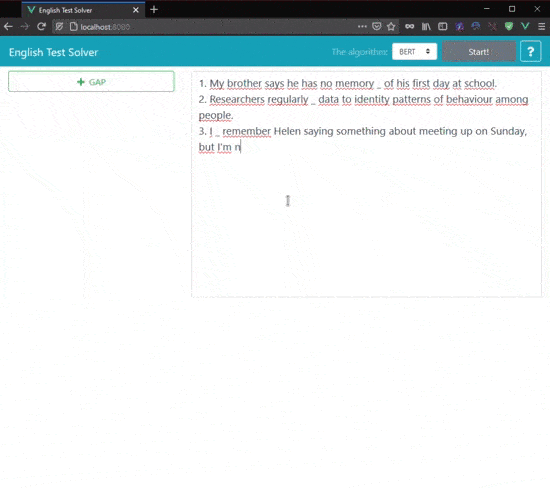 English Test Solver
localhost:8080
English Test Solver
The algorithm:
BERT
Start!
?
+ GAP
1. My brother says he has no memory _ of his first day at school.
2. Researchers regularly _ data to identity patterns of behaviour among
people.
3. I _ remember Helen saying something about meeting up on Sunday,
but I'm n